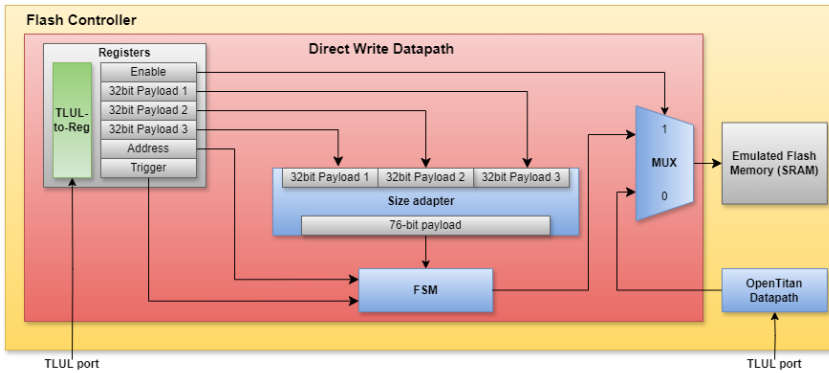 Flash Controller
Direct Write Datapath
Registers
TLUL-
to-Reg
Enable
32bit Payload 1
32bit Payload 2
32bit Payload 3
Address
Trigger
32bit Payload 1
32bit Payload 2
32bit Payload 3
Size adapter
76-bit payload
FSM
1
MUX
0
Emulated Flash
Memory (SRAM)
OpenTitan
Datapath
TLUL port
TLUL port